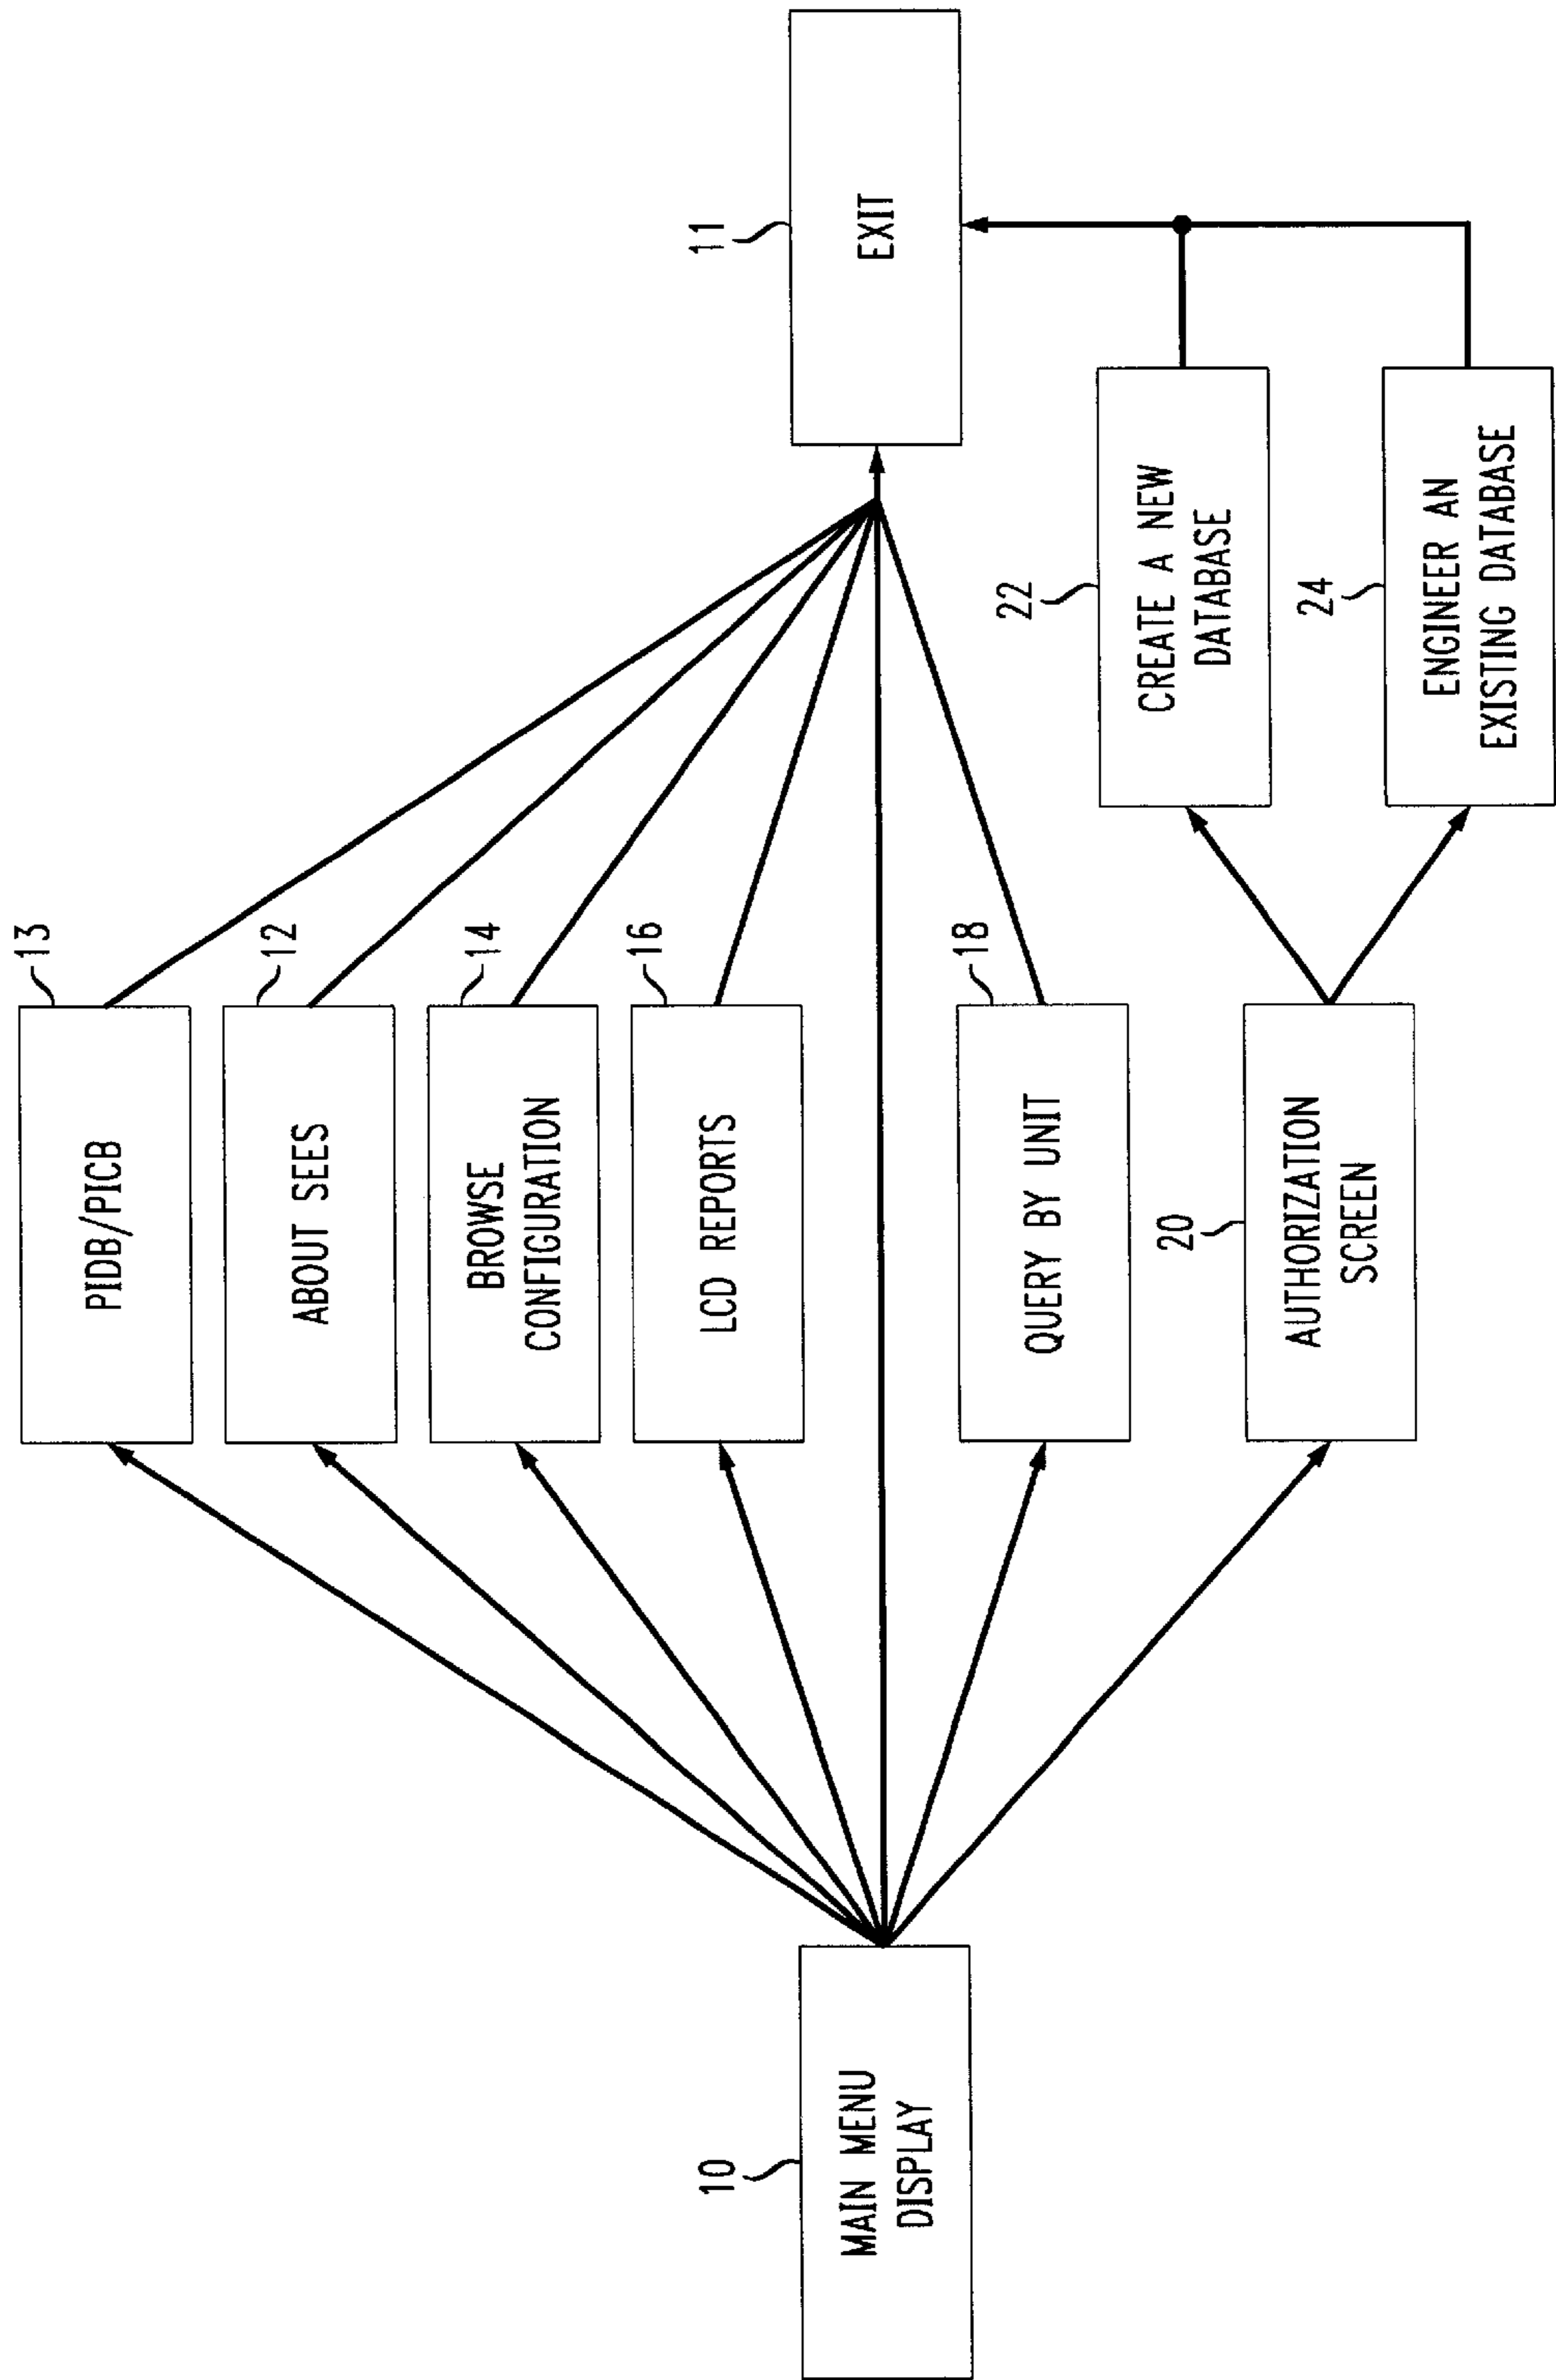 13
PIDB/PICB
12
ABOUT SEES
14
BROWSE
CONFIGURATION
16
LCD REPORTS
10
MAIN MENU
DISPLAY
11
EXIT
18
QUERY BY UNIT
22
CREATE A NEW
DATABASE
20
AUTHORIZATION
SCREEN
24
ENGINEER AN
EXISTING DATABASE